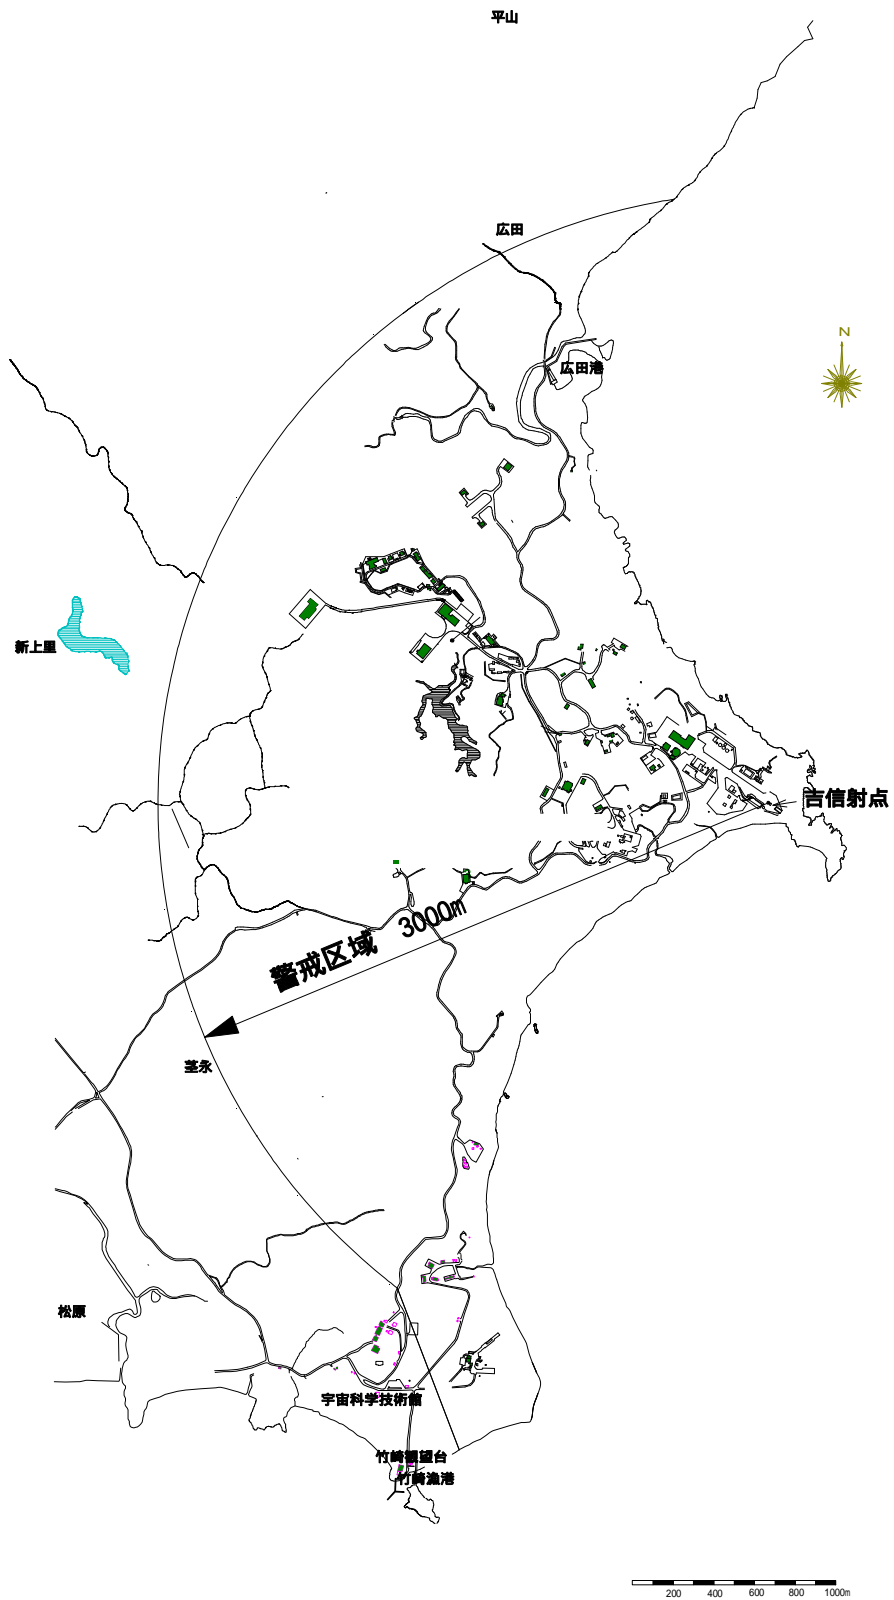 平山
広田
N
広田港
新上里
吉信射点
警戒区域 3000m
茎永
松原
宇宙科学技術館
竹崎観望台
竹崎漁港
200 400 600 800 1000m